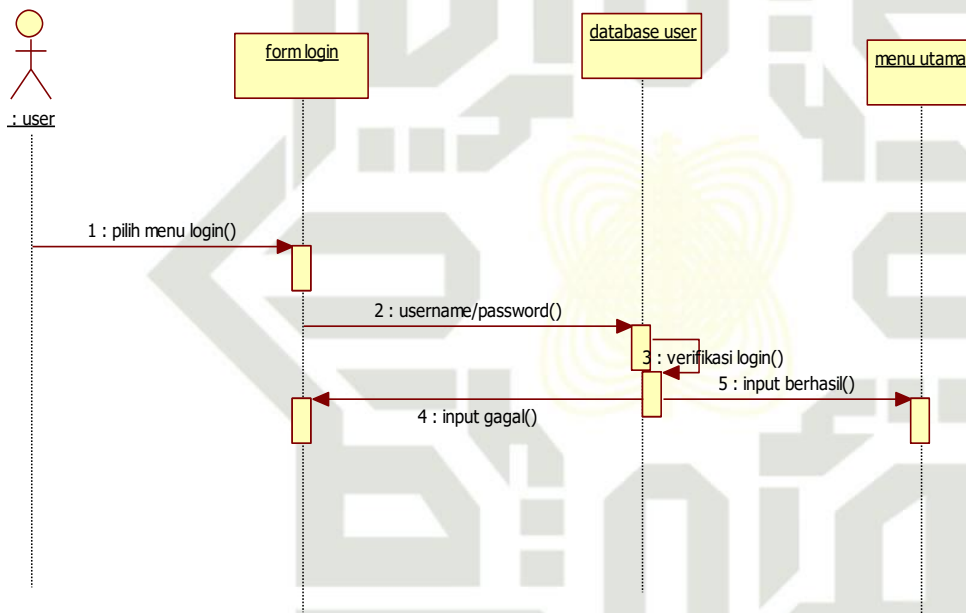 database user
form login
menu utama
: user
1 : pilih menu login()
2 : username/password()
3 : verifikasi login()
5 : input berhasil()
4 : input gagal()